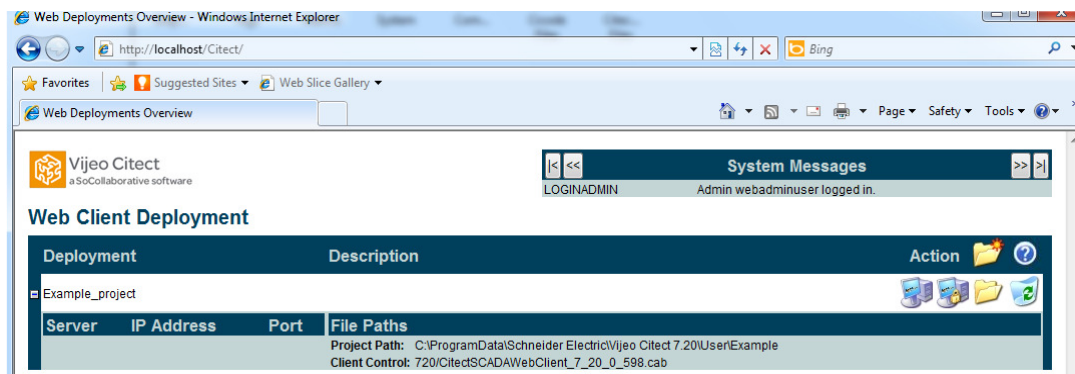 Web Deployments Overview - Windows Internet Explorer
http://localhost/Citect/
Bing
Favorites Suggested Sites Web Slice Gallery
Web Deployments Overview Page Safety Tools
Vijeo Citect
a SoCollaborative software
|< << System Messages >> >|
LOGINADMIN Admin webadminuser logged in.
Web Client Deployment
Deployment Description Action
Example_project
Server IP Address Port File Paths
Project Path: C:\ProgramData\Schneider Electric\Vijeo Citect 7.20\User\Example
Client Control: 720/CitectSCADAWebClient_7_20_0_598.cab